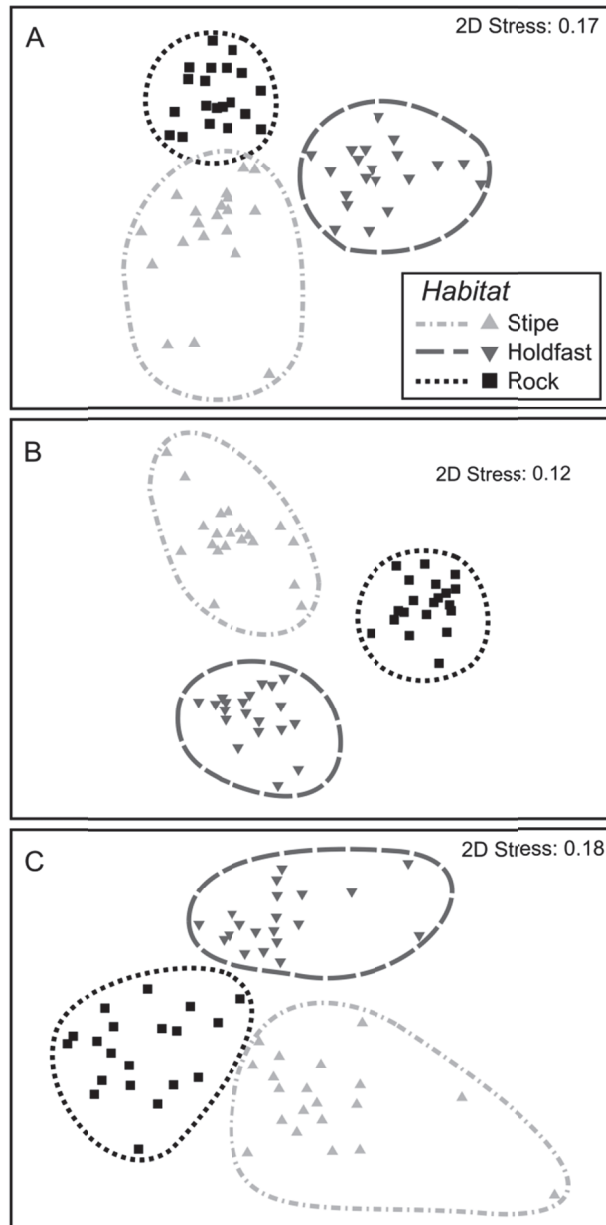 A
2D Stress: 0.17
Habitat
Stipe
Holdfast
Rock
B
2D Stress: 0.12
C
2D Stress: 0.18